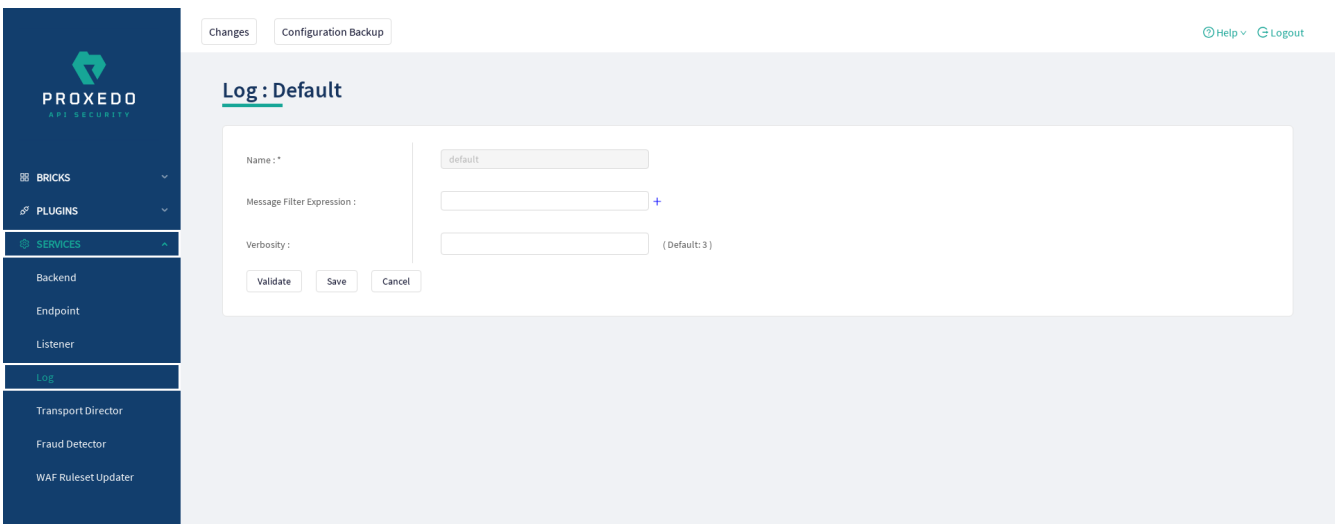 Changes
Configuration Backup
Help
Logout
PROXEDO
API SECURITY
Log : Default
Name : *
default
Message Filter Expression :
+
Verbosity :
( Default: 3 )
Validate
Save
Cancel
BRICKS
PLUGINS
SERVICES
Backend
Endpoint
Listener
Log
Transport Director
Fraud Detector
WAF Ruleset Updater